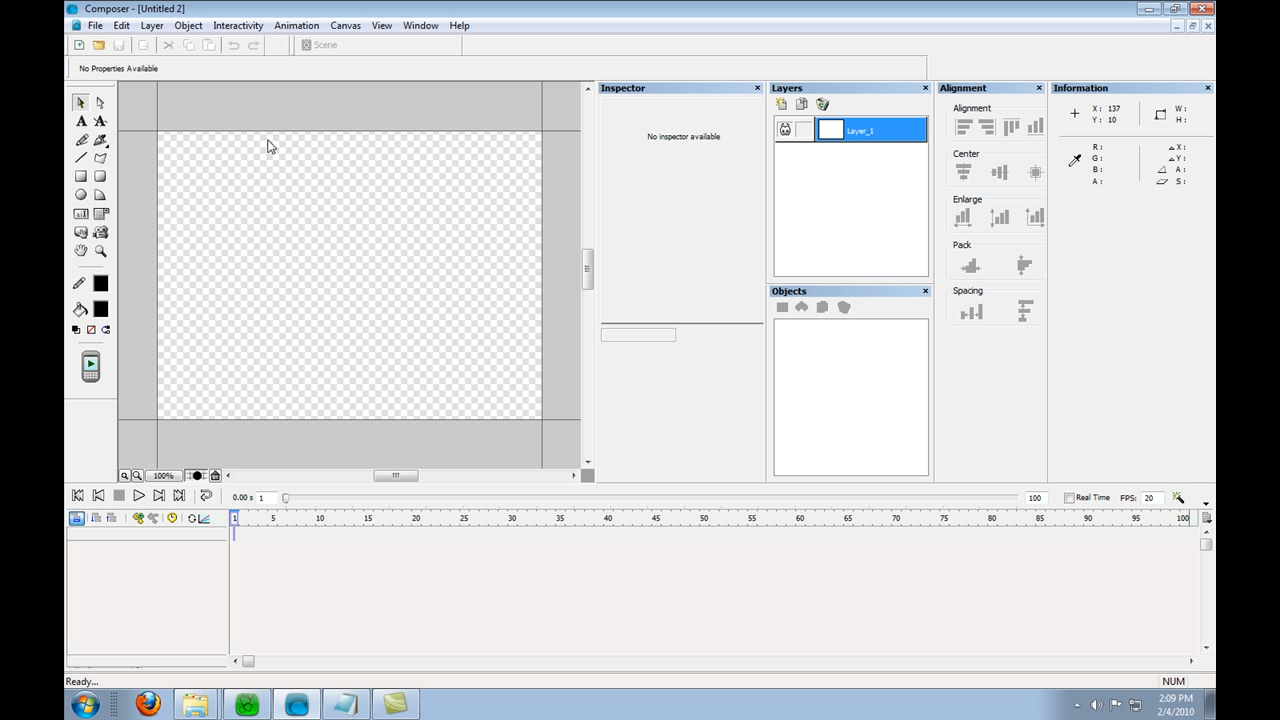 Composer - [Untitled 2]
File Edit Layer Object Interactivity Animation Canvas View Window Help
Scene
No Properties Available
Inspector
No inspector available
Layers
Layer_1
Objects
Alignment
Alignment
Center
Enlarge
Pack
Spacing
Information
X : 137
Y : 10
W :
H :
R :
G :
B :
A :
X :
Y :
A :
S :
100%
0.00 s 1 100 Real Time FPS: 20
1 5 10 15 20 25 30 35 40 45 50 55 60 65 70 75 80 85 90 95 100
Ready... NUM
2:09 PM
2/4/2010